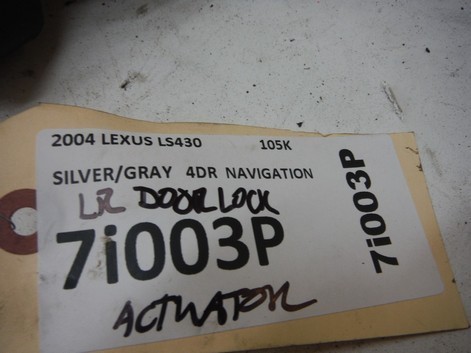 2004 LEXUS LS430 105K
SILVER/GRAY 4DR NAVIGATION
LR DOOR LOCK
7i003P
ACTUATOR
7i003P